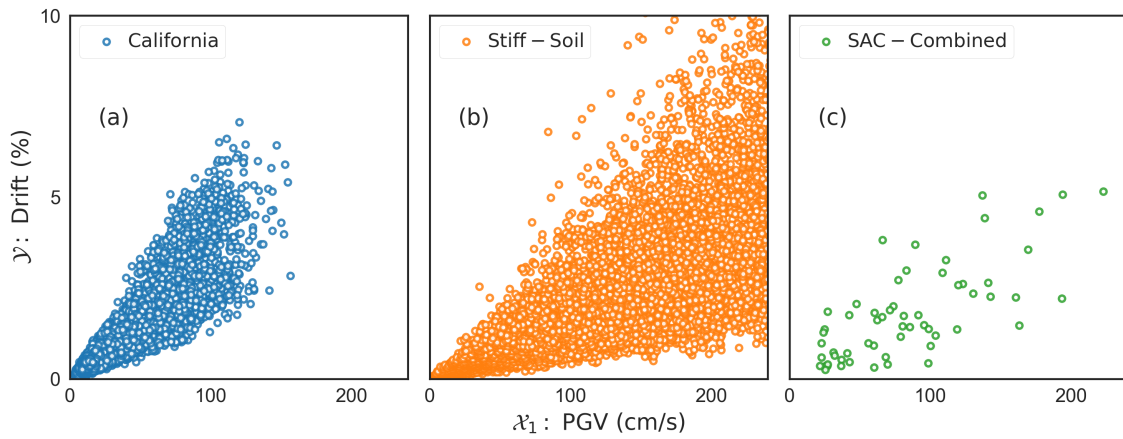 10
5
0
𝒴: Drift (%)
California
(a)
0
100
200
Stiff − Soil
(b)
0
100
200
𝒳₁: PGV (cm/s)
SAC − Combined
(c)
0
100
200